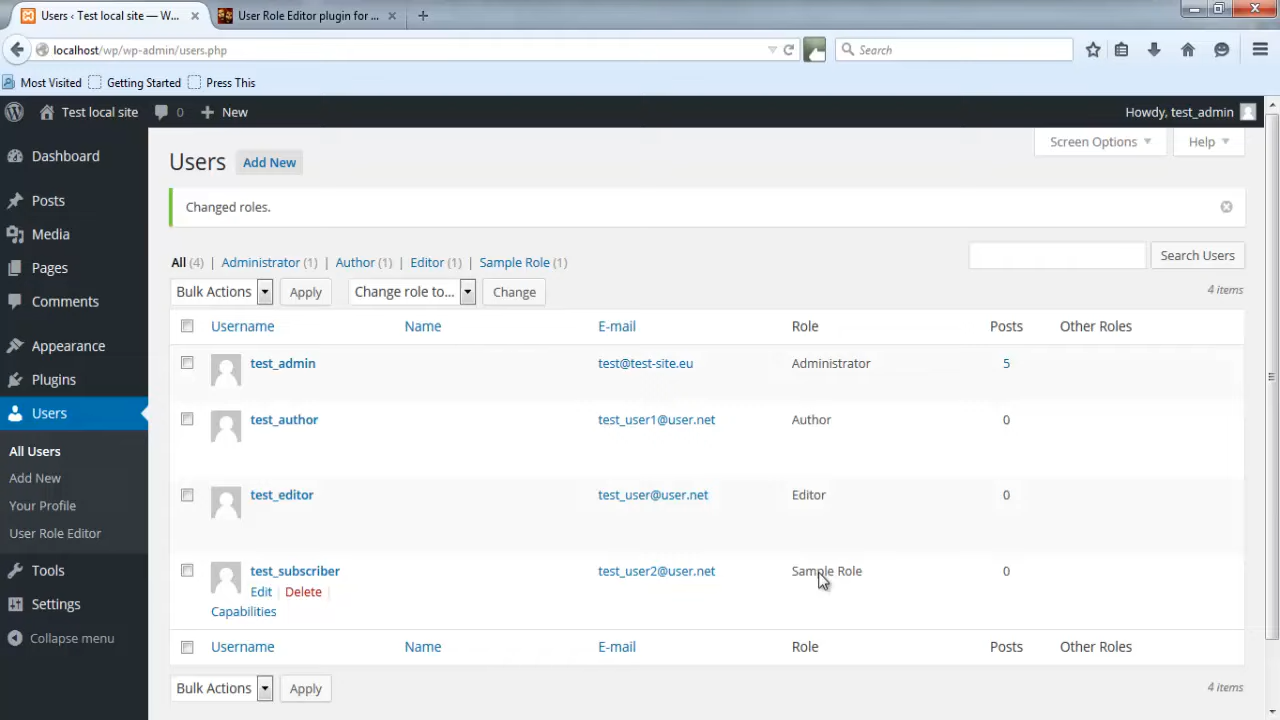 Users ‹ Test local site — W...
User Role Editor plugin for ...
localhost/wp/wp-admin/users.php
Search
Most Visited Getting Started Press This
Test local site 0 New Howdy, test_admin
Screen Options Help
Dashboard
Posts
Media
Pages
Comments
Appearance
Plugins
Users
All Users
Add New
Your Profile
User Role Editor
Tools
Settings
Collapse menu
Users Add New
Changed roles.
All (4) | Administrator (1) | Author (1) | Editor (1) | Sample Role (1)
Search Users
Bulk Actions Apply Change role to... Change
4 items
Username Name E-mail Role Posts Other Roles
test_admin test@test-site.eu Administrator 5
test_author test_user1@user.net Author 0
test_editor test_user@user.net Editor 0
test_subscriber test_user2@user.net Sample Role 0
Edit | Delete |
Capabilities
Username Name E-mail Role Posts Other Roles
Bulk Actions Apply
4 items